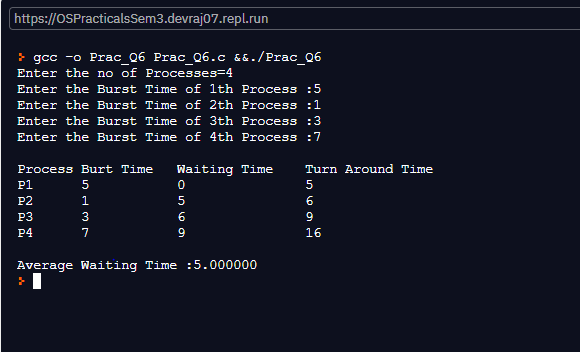 https://OSPracticalsSem3.devraj07.repl.run
> gcc -o Prac_Q6 Prac_Q6.c &&./Prac_Q6
Enter the no of Processes=4
Enter the Burst Time of 1th Process :5
Enter the Burst Time of 2th Process :1
Enter the Burst Time of 3th Process :3
Enter the Burst Time of 4th Process :7
Process Burt Time   Waiting Time    Turn Around Time
P1      5           0               5
P2      1           5               6
P3      3           6               9
P4      7           9               16
Average Waiting Time :5.000000
>